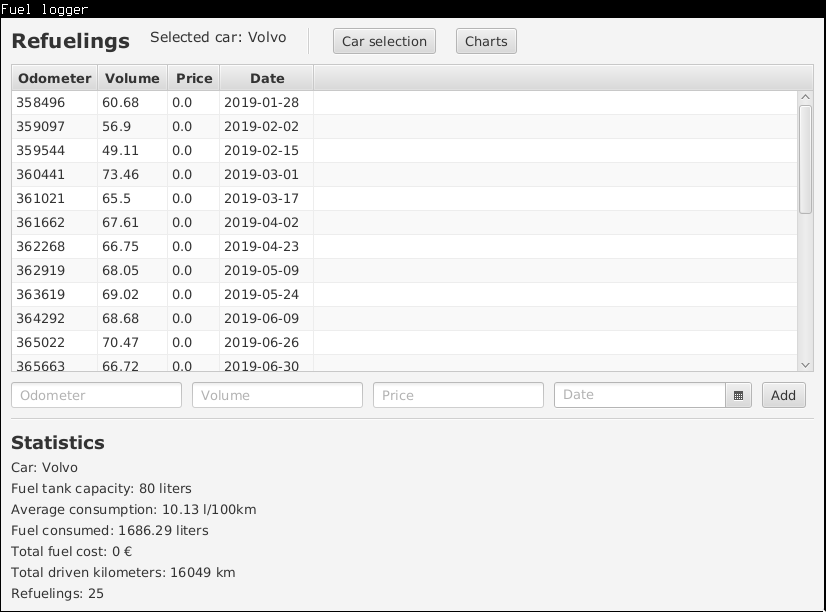 Fuel logger
Refuelings Selected car: Volvo Car selection Charts
Odometer Volume Price Date
358496 60.68 0.0 2019-01-28
359097 56.9 0.0 2019-02-02
359544 49.11 0.0 2019-02-15
360441 73.46 0.0 2019-03-01
361021 65.5 0.0 2019-03-17
361662 67.61 0.0 2019-04-02
362268 66.75 0.0 2019-04-23
362919 68.05 0.0 2019-05-09
363619 69.02 0.0 2019-05-24
364292 68.68 0.0 2019-06-09
365022 70.47 0.0 2019-06-26
365663 66.72 0.0 2019-06-30
Odometer Volume Price Date Add
Statistics
Car: Volvo
Fuel tank capacity: 80 liters
Average consumption: 10.13 l/100km
Fuel consumed: 1686.29 liters
Total fuel cost: 0 €
Total driven kilometers: 16049 km
Refuelings: 25